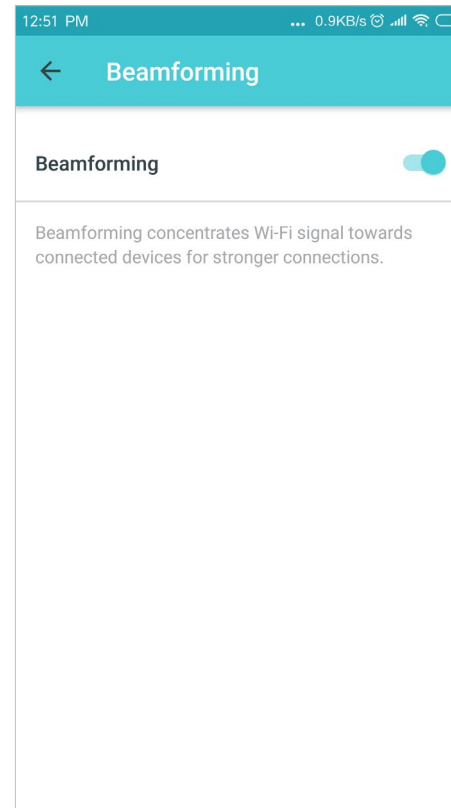 12:51 PM ... 0.9KB/s
Beamforming
Beamforming
Beamforming concentrates Wi-Fi signal towards
connected devices for stronger connections.